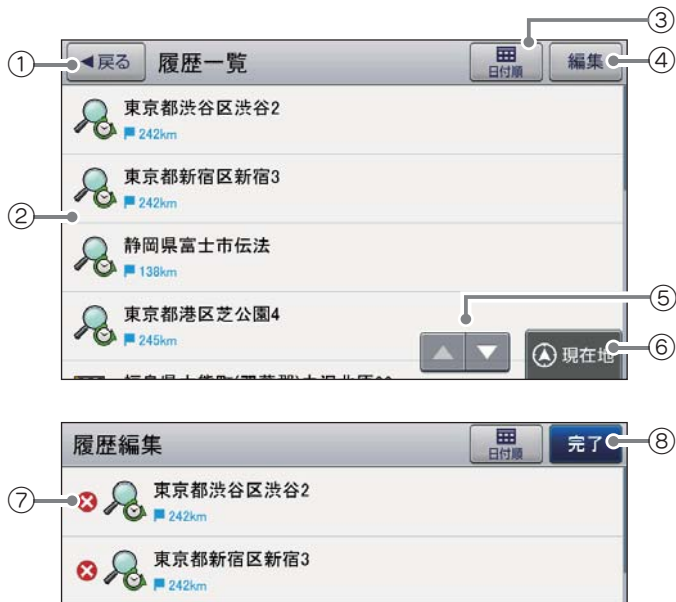 ③
① ◀戻る 履歴一覧 日付順 編集 ④
東京都渋谷区渋谷2
242km
東京都新宿区新宿3
② 242km
静岡県富士市伝法
138km
東京都港区芝公園4 ⑤
245km ▲ ▼ 現在地 ⑥
履歴編集 日付順 完了 ⑧
東京都渋谷区渋谷2
⑦ 242km
東京都新宿区新宿3
242km